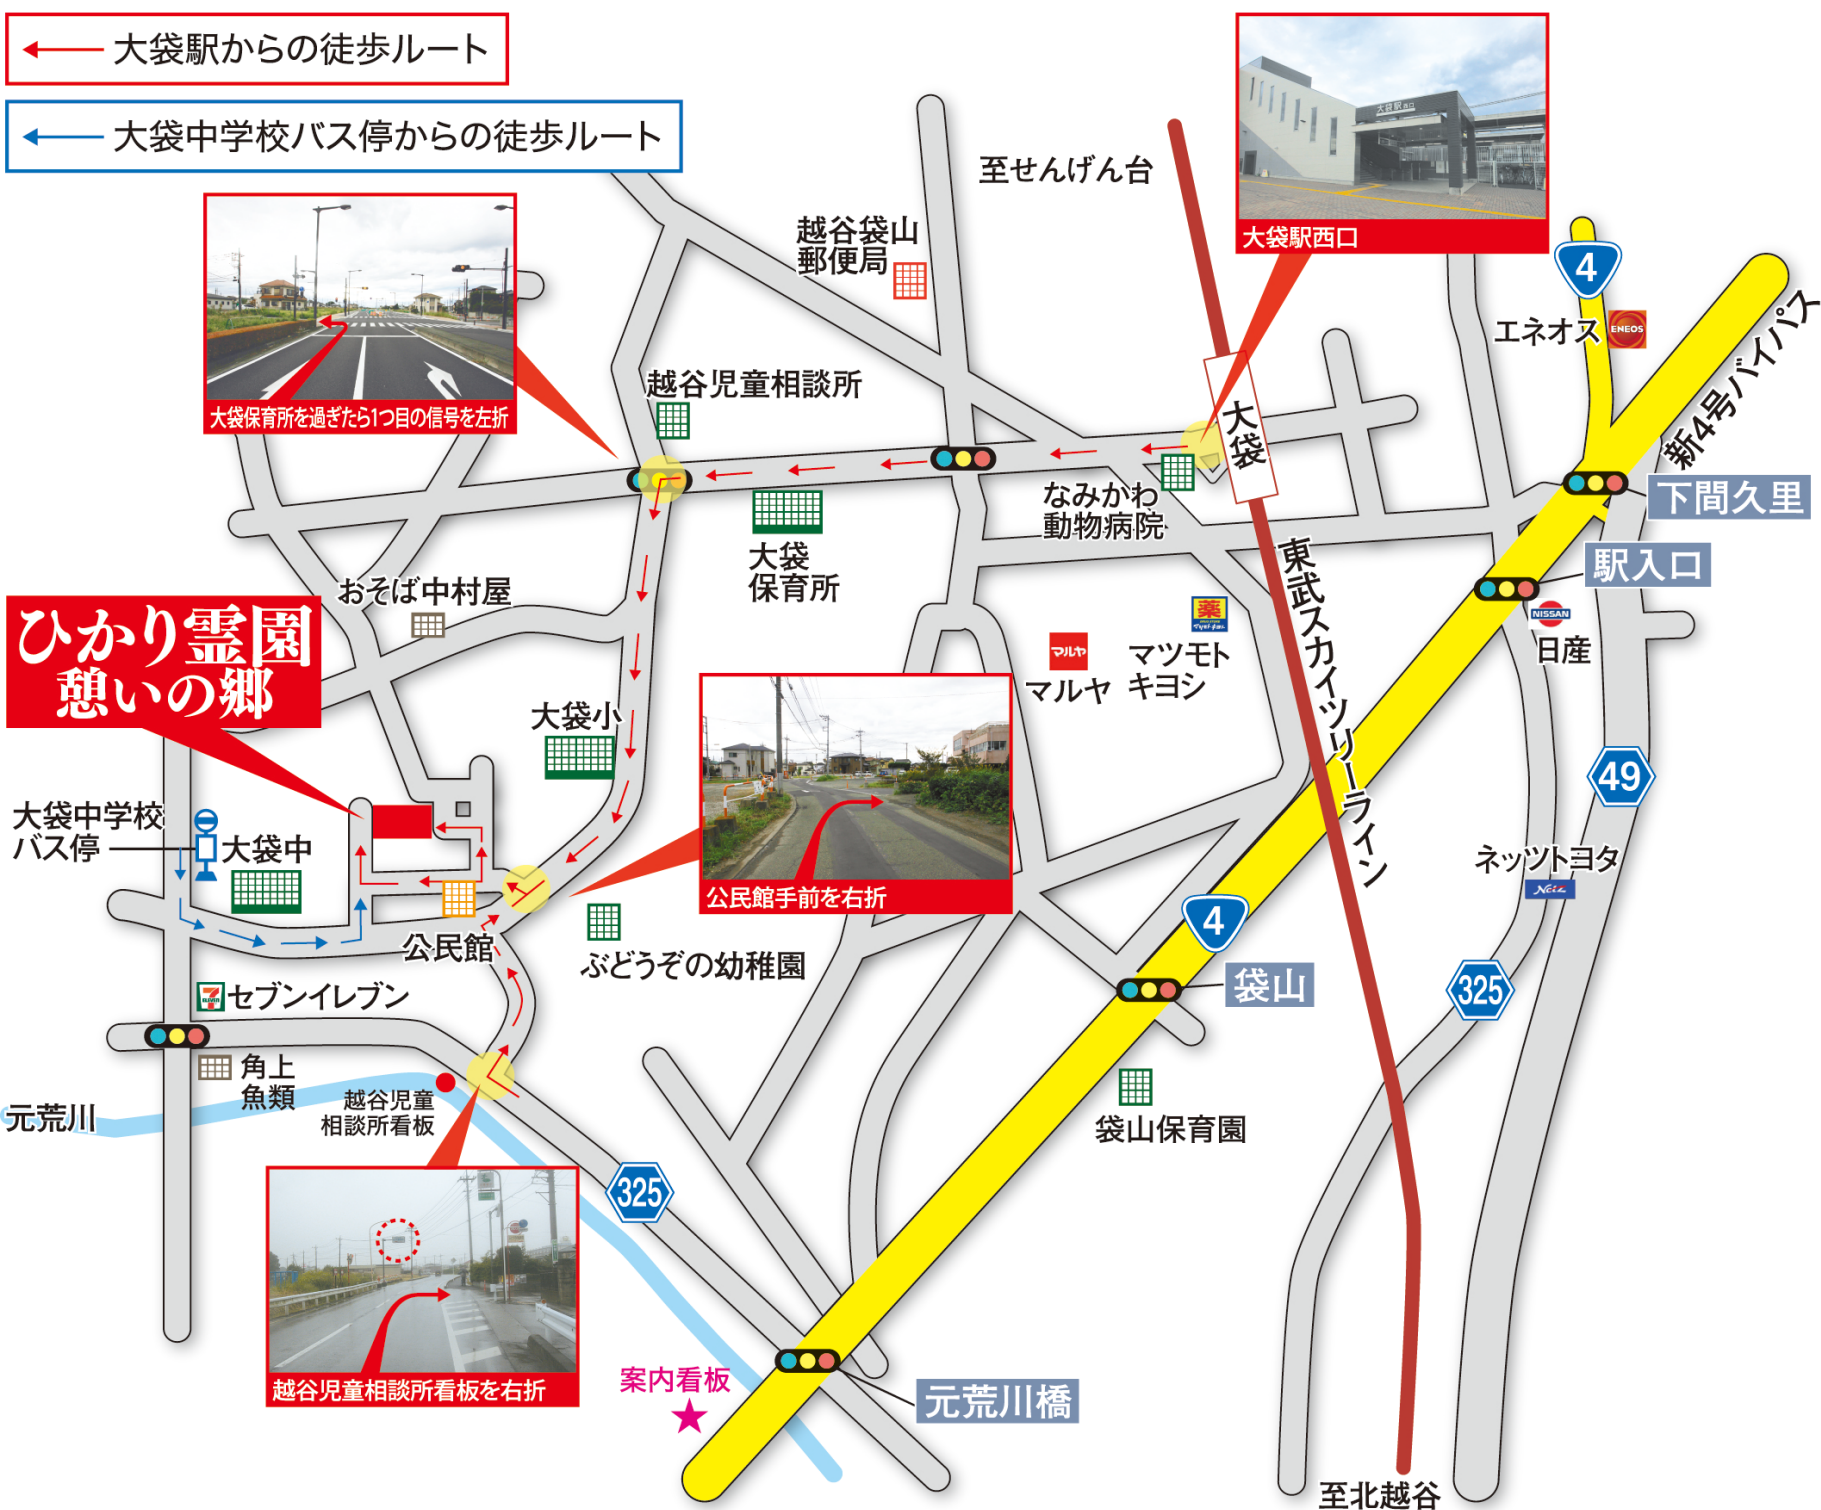 大袋駅からの徒歩ルート
大袋中学校バス停からの徒歩ルート
至せんげん台
大袋駅西口
大袋駅西口
4
エネオス
ENEOS
新4号バイパス
越谷袋山
郵便局
大袋保育所を過ぎたら1つ目の信号を左折
越谷児童相談所
大袋
なみかわ
動物病院
下間久里
駅入口
大袋
保育所
おそば中村屋
東武スカイツリーライン
NISSAN
日産
ひかり霊園
憩いの郷
薬
マルヤ
マルヤ
マツモト
キヨシ
大袋小
49
大袋中学校
バス停
大袋中
公民館手前を右折
ネッツトヨタ
Netz
4
公民館
ぶどうぞの幼稚園
袋山
325
7
ELEVEN
セブンイレブン
角上
魚類
越谷児童
相談所看板
元荒川
袋山保育園
325
越谷児童相談所看板を右折
案内看板
元荒川橋
至北越谷